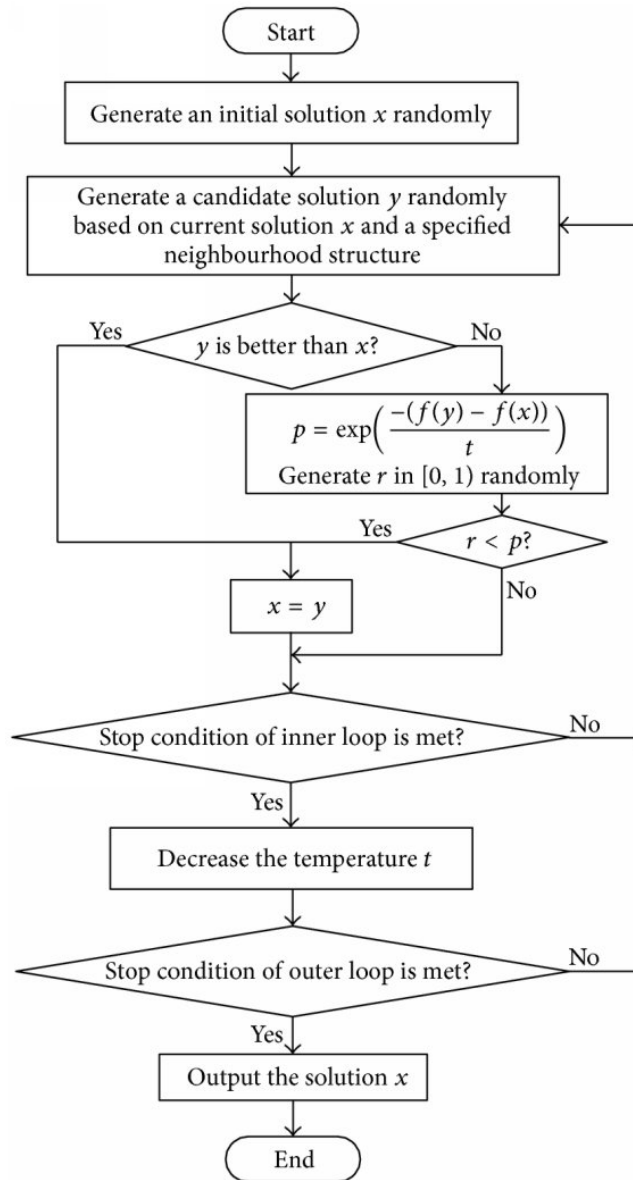 Start
Generate an initial solution x randomly
Generate a candidate solution y randomly
based on current solution x and a specified
neighbourhood structure
Yes
y is better than x?
No
p = exp(−(f(y) − f(x))/t)
Generate r in [0, 1) randomly
Yes
r < p?
No
x = y
Stop condition of inner loop is met?
No
Yes
Decrease the temperature t
Stop condition of outer loop is met?
No
Yes
Output the solution x
End